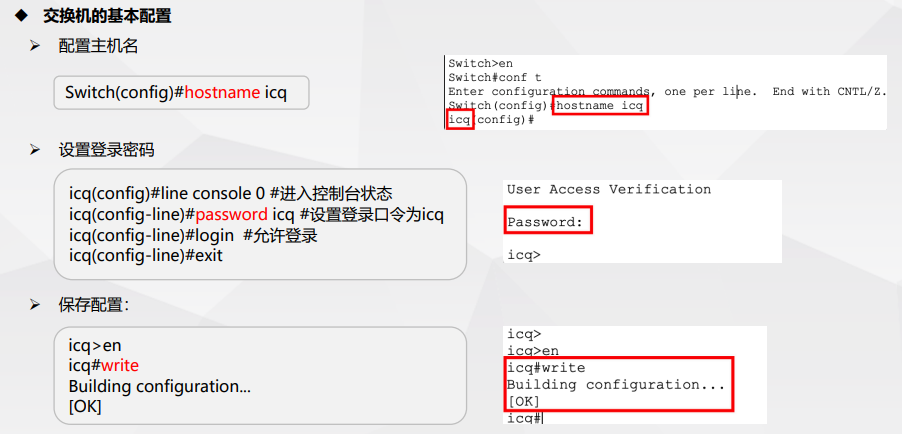 ◆ 交换机的基本配置
➢ 配置主机名
Switch(config)#hostname icq
Switch>en
Switch#conf t
Enter configuration commands, one per line.  End with CNTL/Z.
Switch(config)#hostname icq
icq(config)#
➢ 设置登录密码
icq(config)#line console 0 #进入控制台状态
icq(config-line)#password icq #设置登录口令为icq
icq(config-line)#login  #允许登录
icq(config-line)#exit
User Access Verification
Password:
icq>
➢ 保存配置：
icq>en
icq#write
Building configuration...
[OK]
icq>
icq>en
icq#write
Building configuration...
[OK]
icq#